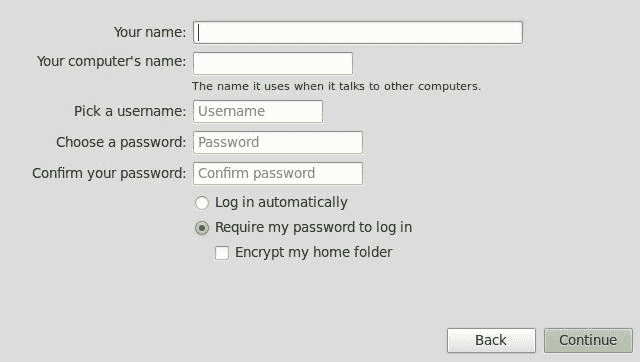 Your name:
Your computer's name:
The name it uses when it talks to other computers.
Pick a username: Username
Choose a password: Password
Confirm your password: Confirm password
Log in automatically
Require my password to log in
Encrypt my home folder
Back Continue